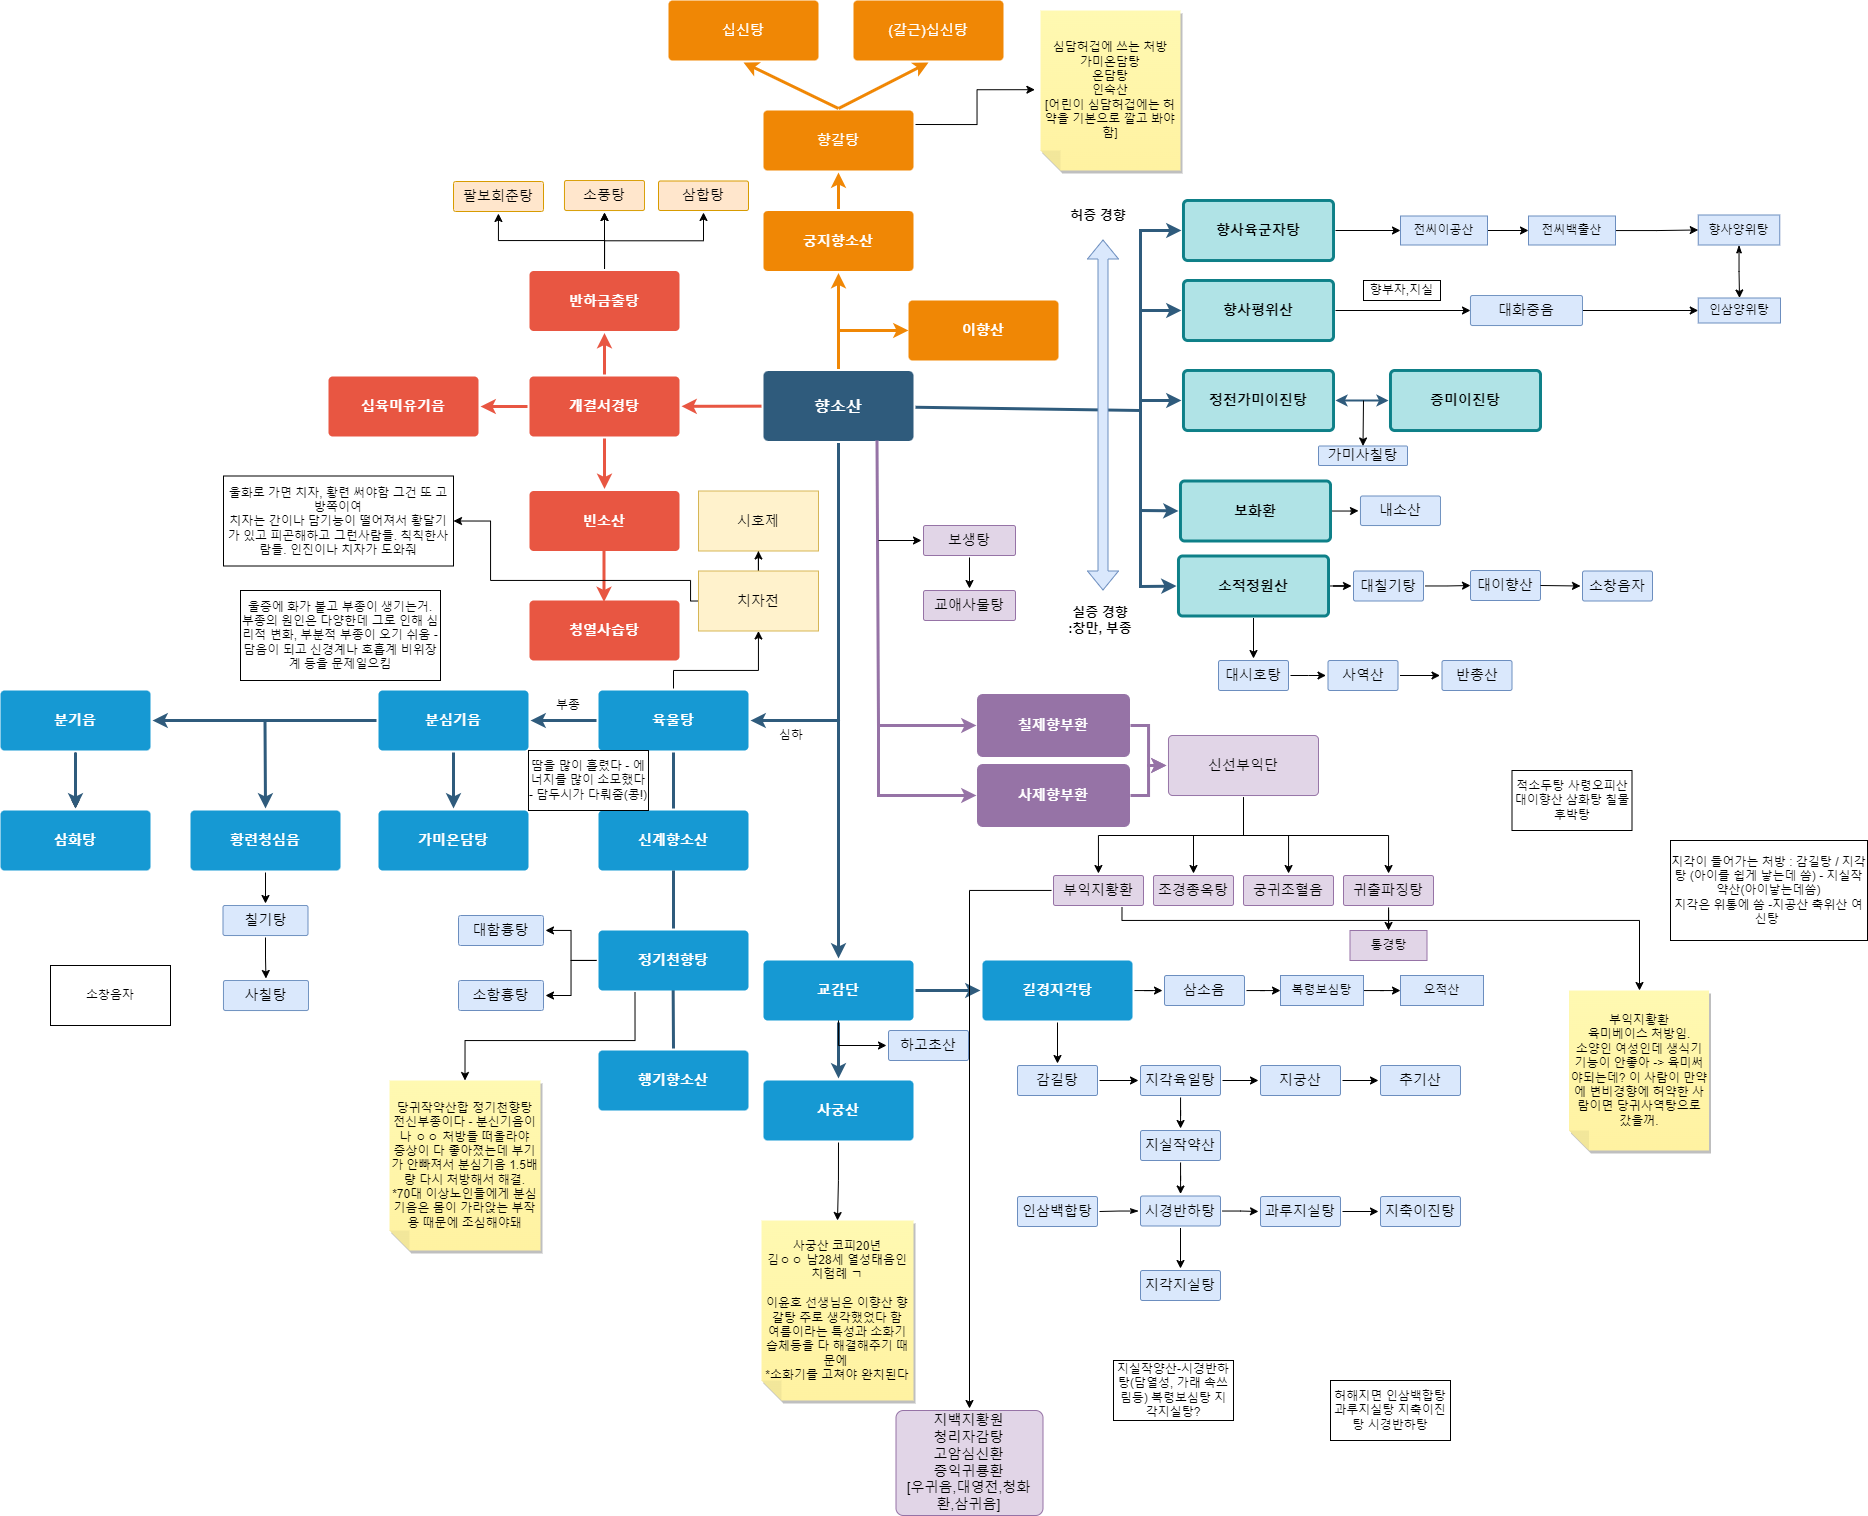 십신탕
(갈근)십신탕
심담허겁에 쓰는 처방
가미온담탕
온담탕
인숙산
[어린이 심담허겁에는 허
약을 기본으로 깔고 봐야
함]
향갈탕
팔보회춘탕
소풍탕
삼합탕
궁지향소산
반하금출탕
이향산
십육미유기음
개결서경탕
향소산
허증 경향
향사육군자탕
전씨이공산
전씨백출산
향사양위탕
향사평위산
향부자,지실
대화중음
인삼양위탕
정전가미이진탕
증미이진탕
가미사칠탕
보화환
내소산
소적정원산
대칠기탕
대이향산
소창음자
실증 경향
:창만, 부종
대시호탕
사역산
반총산
울화로 가면 치자, 황련 써야함 그건 또 고
방쪽이여
치자는 간이나 담기능이 떨어져서 황달기
가 있고 피곤해하고 그런사람들. 칙칙한사
람들. 인진이나 치자가 도와줘
빈소산
시호제
치자전
청열사습탕
보생탕
교애사물탕
울증에 화가 붙고 부종이 생기는거.
부종의 원인은 다양한데 그로 인해 심
리적 변화, 부분적 부종이 오기 쉬움 -
담음이 되고 신경계나 호흡계 비위장
계 등을 문제일으킴
분기음
분심기음
부종
육울탕
심하
땀을 많이 흘렸다 - 에
너지를 많이 소모했다
- 담두시가 다뤄줌(콩!)
삼화탕
황련청심음
가미온담탕
신계향소산
칠기탕
사칠탕
소창음자
대함흉탕
소함흉탕
정기천향탕
행기향소산
당귀작약산합 정기천향탕
전신부종이다 - 분신기음이
나 ㅇㅇ 처방들 떠올라야
증상이 다 좋아졌는데 부기
가 안빠져서 분심기음 1.5배
량 다시 처방해서 해결.
*70대 이상노인들에게 분심
기음은 몸이 가라앉는 부작
용 때문에 조심해야돼
칠제향부환
사제향부환
신선부익단
부익지황환
조경종옥탕
궁귀조혈음
귀출파징탕
통경탕
적소두탕 사령오피산
대이향산 삼화탕 칠물
후박탕
지각이 들어가는 처방 : 감길탕 / 지각
탕 (아이를 쉽게 낳는데 씀) - 지실작
약산(아이낳는데씀)
지각은 위통에 씀 -지공산 축위산 여
신탕
부익지황환
육미베이스 처방임.
소양인 여성인데 생식기
기능이 안좋아 -> 육미써
야되는데? 이 사람이 만약
에 변비경향에 허약한 사
람이면 당귀사역탕으로
갔을꺼.
교감단
길경지각탕
삼소음
복령보심탕
오적산
하고초산
사궁산
감길탕
지각육일탕
지궁산
추기산
지실작약산
인삼백합탕
시경반하탕
과루지실탕
지축이진탕
지각지실탕
사궁산 코피20년
김ㅇㅇ 남28세 열성태음인
치험례 ㄱ
이윤호 선생님은 이향산 향
갈탕 주로 생각했었다 함
여름이라는 특성과 소화기
습체등을 다 해결해주기 때
문에
*소화기를 고쳐야 완치된다
지실작양산-시경반하
탕(담열성, 가래 속쓰
림등) 복령보심탕 지
각지실탕?
허해지면 인삼백합탕
과루지실탕 지축이진
탕 시경반하탕
지백지황원
청리자감탕
고암심신환
증익귀룡환
[우귀음,대영전,청화
환,삼귀음]